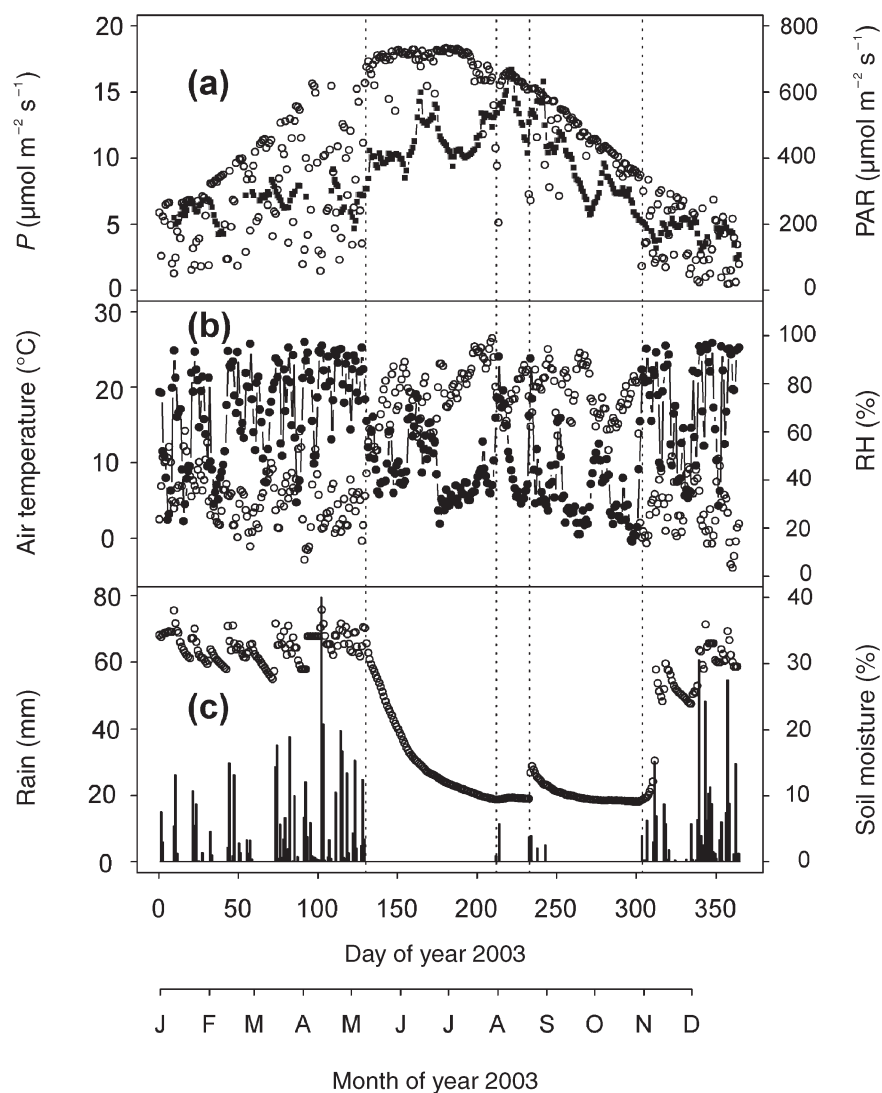 20 800
(a)
15 600
10 400
5 200
0 0
P (µmol m⁻² s⁻¹)
PAR (µmol m⁻² s⁻¹)
30
(b)
100
20 80
60
10 40
20
0
0
Air temperature (°C)
RH (%)
80 40
60 30
(c)
40 20
20 10
0 0
Rain (mm)
Soil moisture (%)
0 50 100 150 200 250 300 350
Day of year 2003
J F M A M J J A S O N D
Month of year 2003